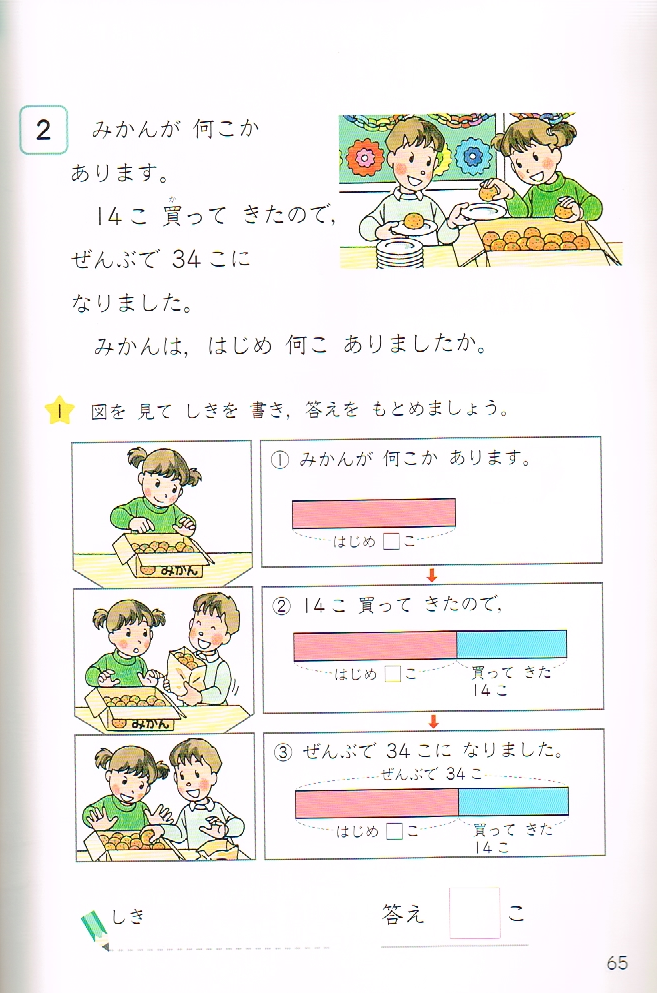 2
みかんが 何こか
あります。
か
14こ 買って きたので,
ぜんぶで 34こに
なりました。
みかんは, はじめ 何こ ありましたか。
1 図を 見て しきを 書き, 答えを もとめましょう。
① みかんが 何こか あります。
はじめ □こ
みかん
② 14こ 買って きたので,
はじめ □こ 買って きた
14こ
みかん
③ ぜんぶで 34こに なりました。
ぜんぶで 34こ
はじめ □こ 買って きた
14こ
しき
答え □ こ
65